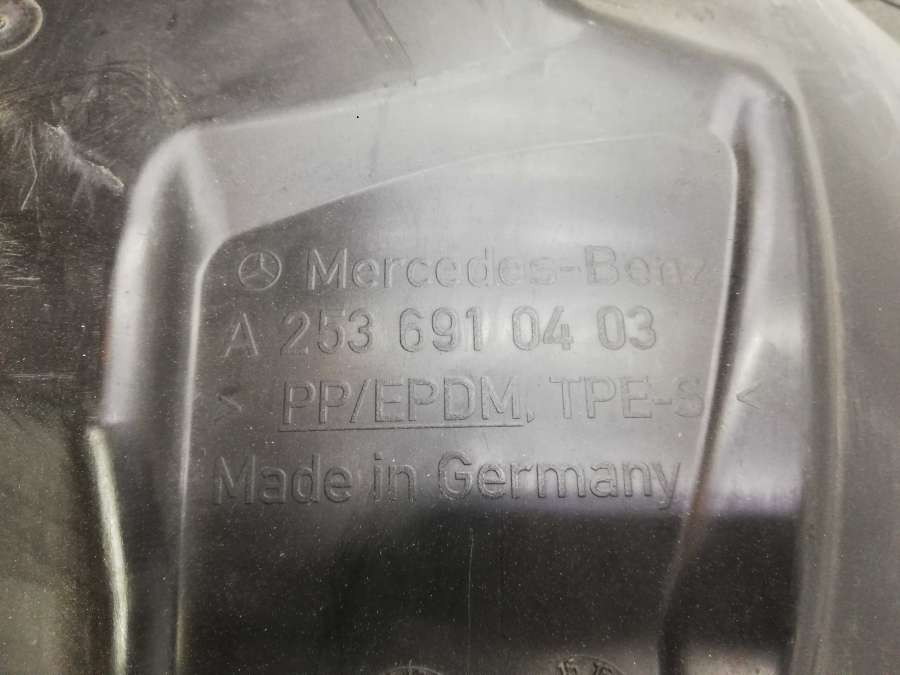 Mercedes-Benz
A 253 691 04 03
> PP/EPDM, TPE-S <
Made in Germany